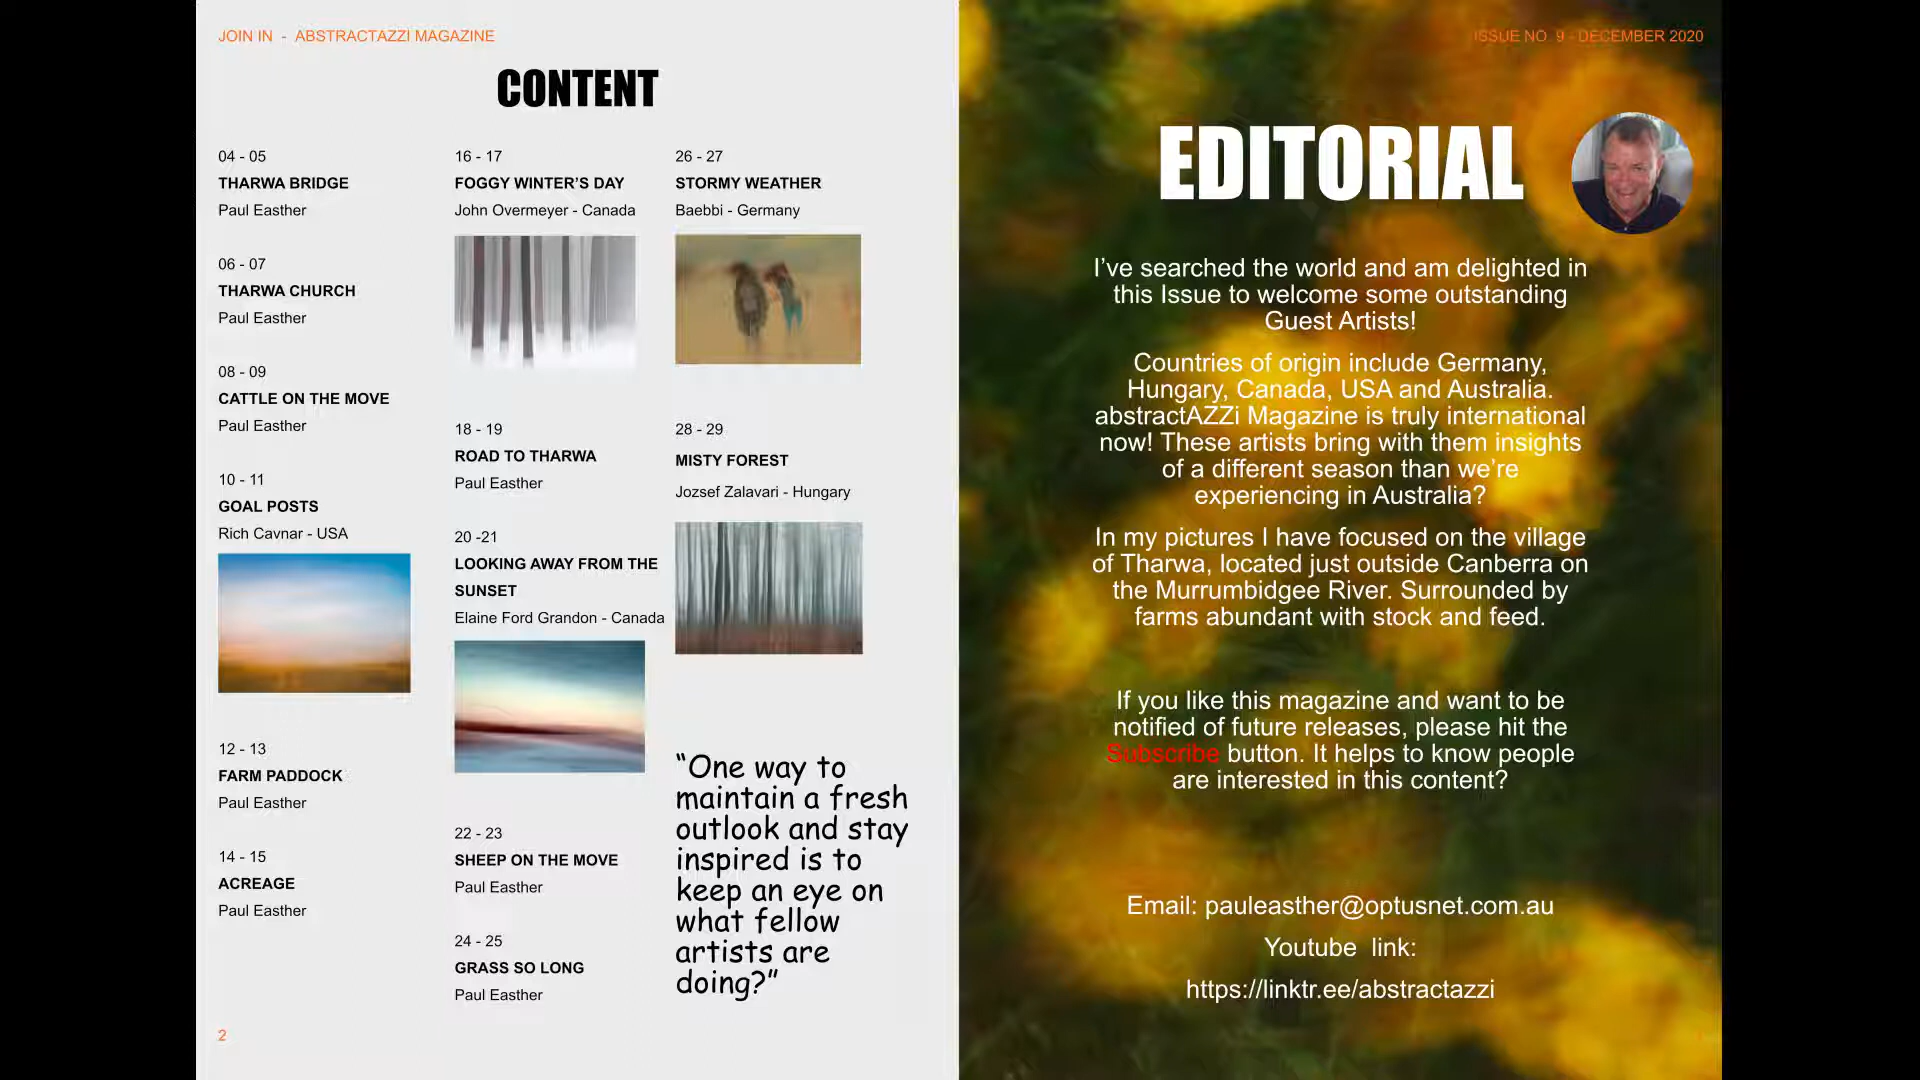 JOIN IN - ABSTRACTAZZI MAGAZINE
CONTENT
04 - 05
THARWA BRIDGE
Paul Easther
06 - 07
THARWA CHURCH
Paul Easther
08 - 09
CATTLE ON THE MOVE
Paul Easther
10 - 11
GOAL POSTS
Rich Cavnar - USA
12 - 13
FARM PADDOCK
Paul Easther
14 - 15
ACREAGE
Paul Easther
16 - 17
FOGGY WINTER’S DAY
John Overmeyer - Canada
18 - 19
ROAD TO THARWA
Paul Easther
20 -21
LOOKING AWAY FROM THE
SUNSET
Elaine Ford Grandon - Canada
22 - 23
SHEEP ON THE MOVE
Paul Easther
24 - 25
GRASS SO LONG
Paul Easther
26 - 27
STORMY WEATHER
Baebbi - Germany
28 - 29
MISTY FOREST
Jozsef Zalavari - Hungary
“One way to
maintain a fresh
outlook and stay
inspired is to
keep an eye on
what fellow
artists are
doing?”
2
ISSUE NO. 9 - DECEMBER 2020
EDITORIAL
I’ve searched the world and am delighted in
this Issue to welcome some outstanding
Guest Artists!
Countries of origin include Germany,
Hungary, Canada, USA and Australia.
abstractAZZi Magazine is truly international
now! These artists bring with them insights
of a different season than we’re
experiencing in Australia?
In my pictures I have focused on the village
of Tharwa, located just outside Canberra on
the Murrumbidgee River. Surrounded by
farms abundant with stock and feed.
If you like this magazine and want to be
notified of future releases, please hit the
Subscribe button. It helps to know people
are interested in this content?
Email: pauleasther@optusnet.com.au
Youtube link:
https://linktr.ee/abstractazzi